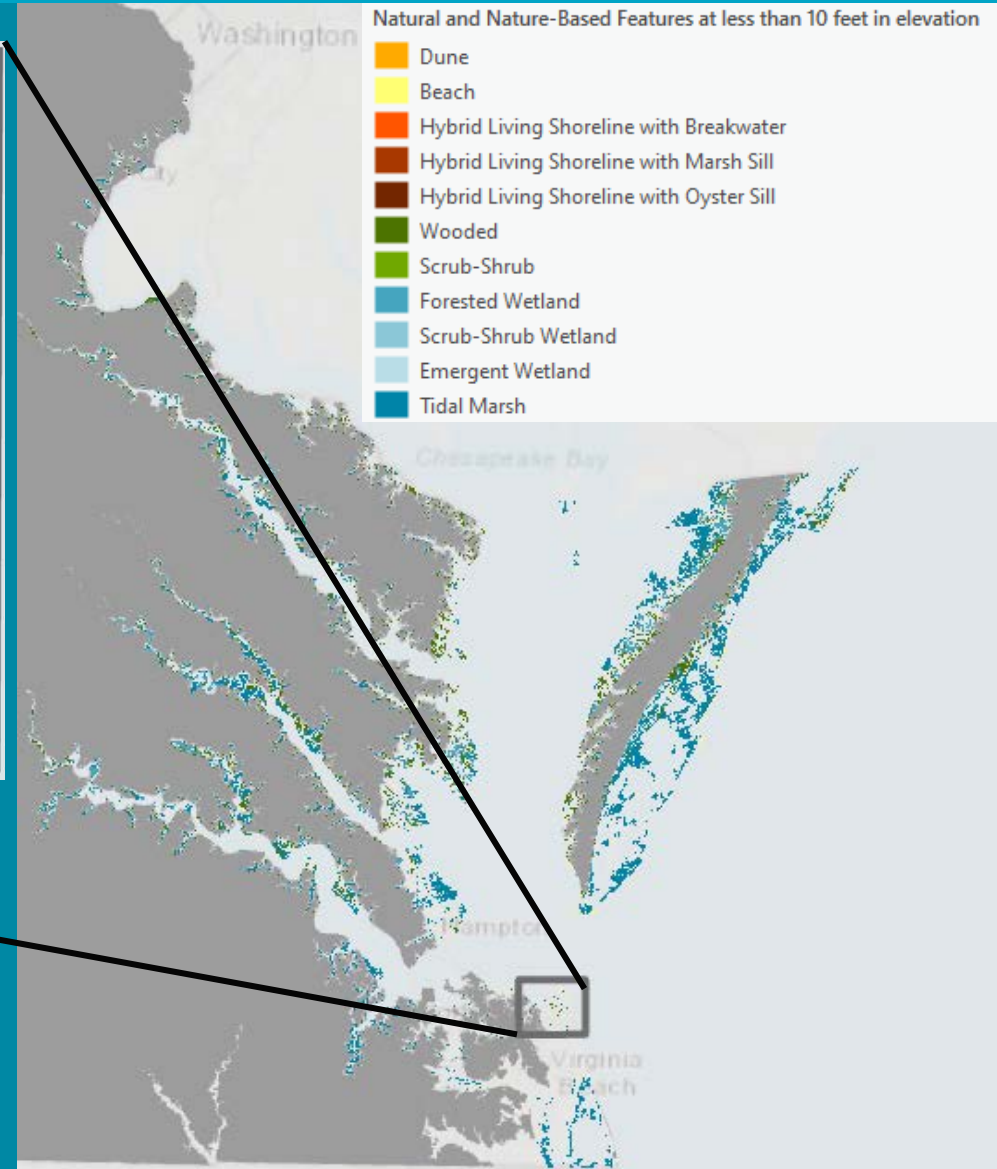 Natural and Nature-Based Features at less than 10 feet in elevation
Dune
Beach
Hybrid Living Shoreline with Breakwater
Hybrid Living Shoreline with Marsh Sill
Hybrid Living Shoreline with Oyster Sill
Wooded
Scrub-Shrub
Forested Wetland
Scrub-Shrub Wetland
Emergent Wetland
Tidal Marsh
Washington
City
Chesapeake Bay
Hampton
Virginia
Beach